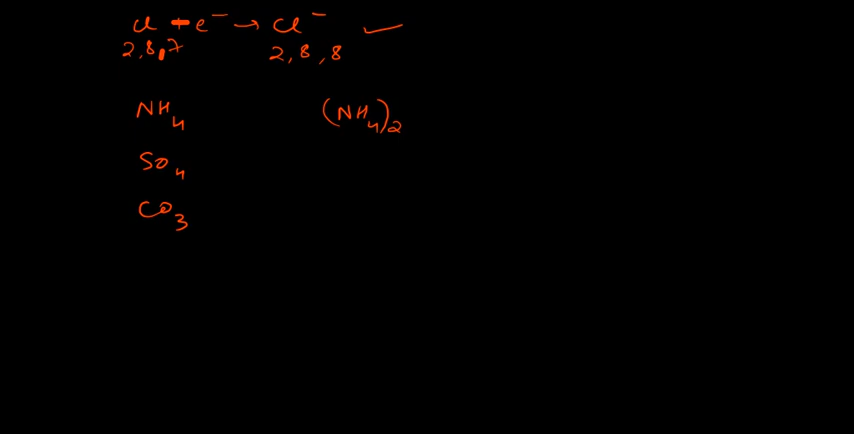 Cl + e⁻ → Cl⁻ ✓
2,8,7 2,8,8
NH₄ (NH₄)₂
SO₄
CO₃